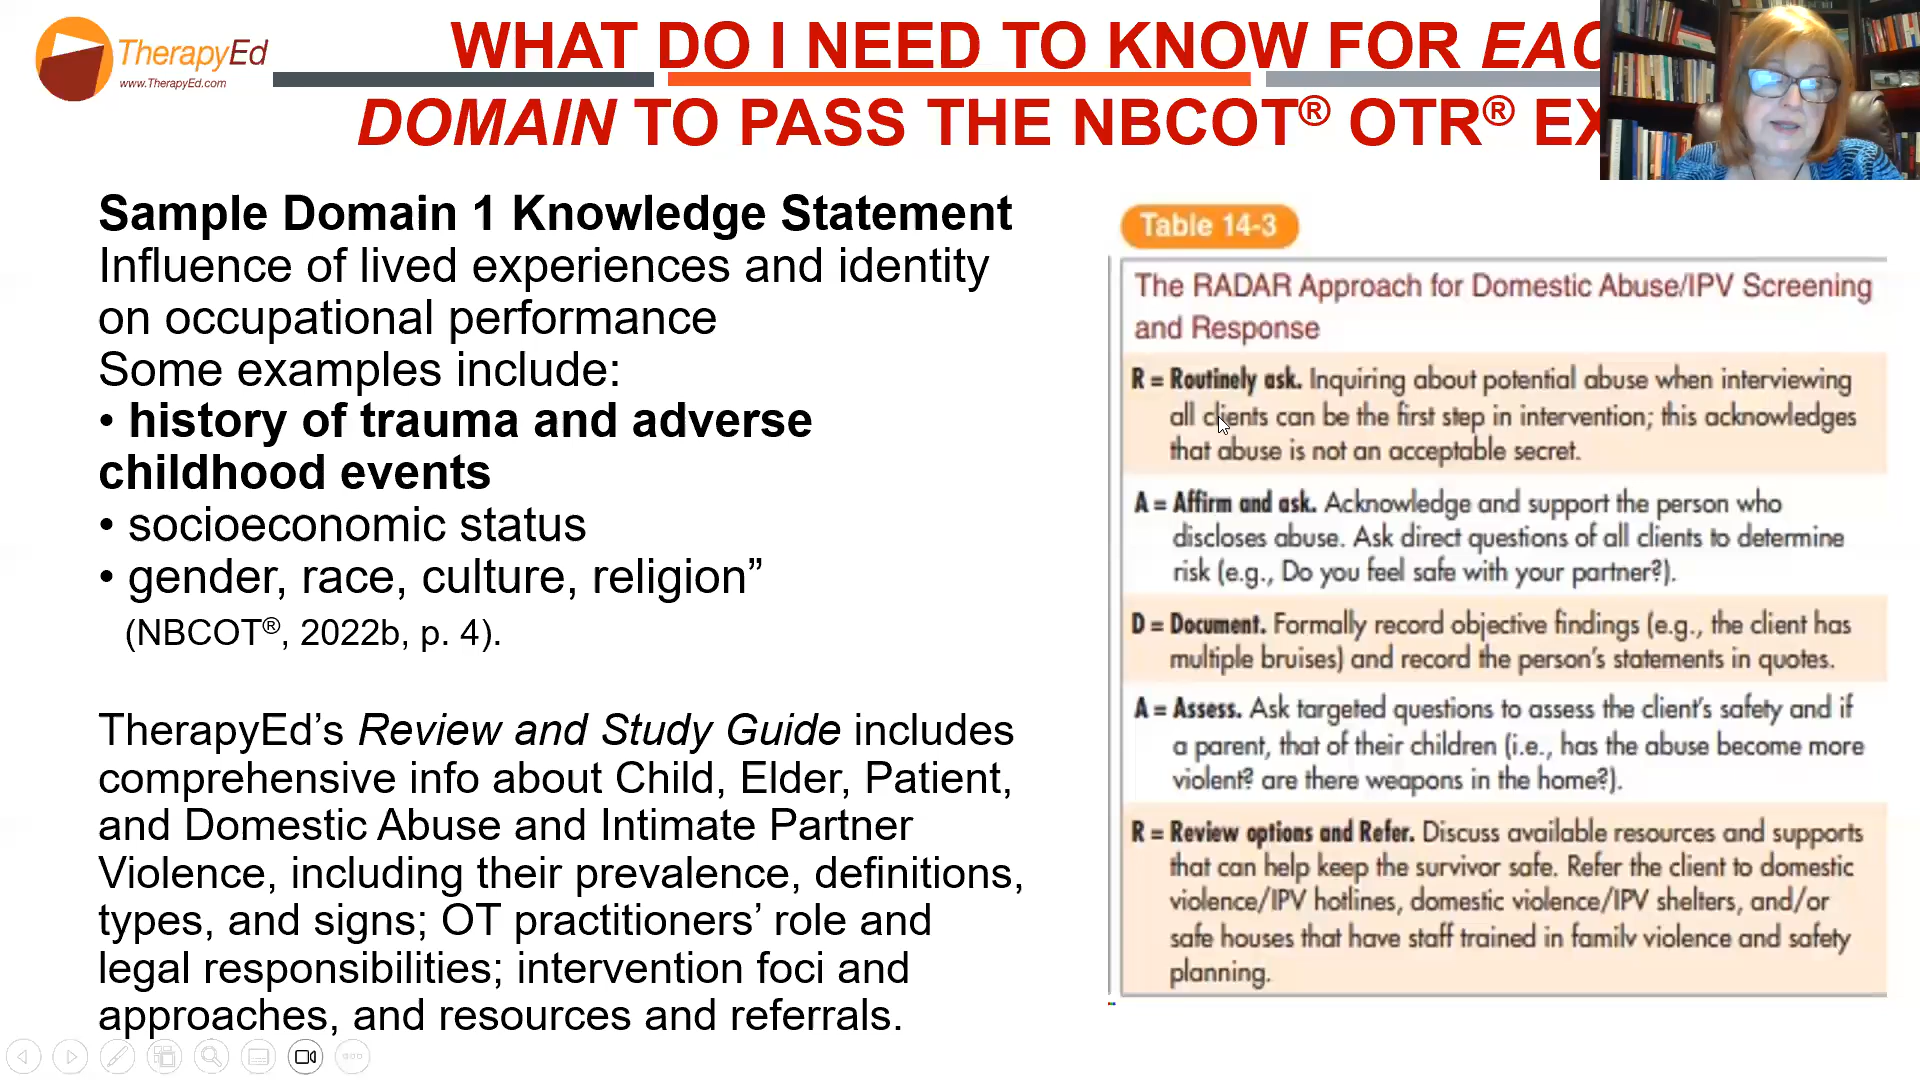 TherapyEd
www.TherapyEd.com
WHAT DO I NEED TO KNOW FOR EAC
DOMAIN TO PASS THE NBCOT® OTR® EX
Sample Domain 1 Knowledge Statement
Influence of lived experiences and identity
on occupational performance
Some examples include:
• history of trauma and adverse
childhood events
• socioeconomic status
• gender, race, culture, religion”
(NBCOT®, 2022b, p. 4).
TherapyEd’s Review and Study Guide includes
comprehensive info about Child, Elder, Patient,
and Domestic Abuse and Intimate Partner
Violence, including their prevalence, definitions,
types, and signs; OT practitioners’ role and
legal responsibilities; intervention foci and
approaches, and resources and referrals.
Table 14-3
The RADAR Approach for Domestic Abuse/IPV Screening
and Response
R = Routinely ask. Inquiring about potential abuse when interviewing
all clients can be the first step in intervention; this acknowledges
that abuse is not an acceptable secret.
A = Affirm and ask. Acknowledge and support the person who
discloses abuse. Ask direct questions of all clients to determine
risk (e.g., Do you feel safe with your partner?).
D = Document. Formally record objective findings (e.g., the client has
multiple bruises) and record the person’s statements in quotes.
A = Assess. Ask targeted questions to assess the client’s safety and if
a parent, that of their children (i.e., has the abuse become more
violent? are there weapons in the home?).
R = Review options and Refer. Discuss available resources and supports
that can help keep the survivor safe. Refer the client to domestic
violence/IPV hotlines, domestic violence/IPV shelters, and/or
safe houses that have staff trained in family violence and safety
planning.